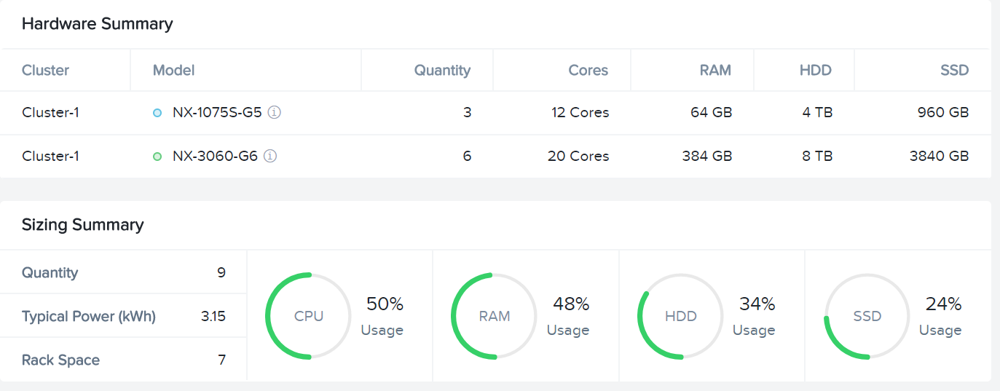 Hardware Summary
Cluster Model Quantity Cores RAM HDD SSD
Cluster-1 NX-1075S-G5 3 12 Cores 64 GB 4 TB 960 GB
Cluster-1 NX-3060-G6 6 20 Cores 384 GB 8 TB 3840 GB
Sizing Summary
Quantity 9
Typical Power (kWh) 3.15
Rack Space 7
CPU 50% Usage
RAM 48% Usage
HDD 34% Usage
SSD 24% Usage